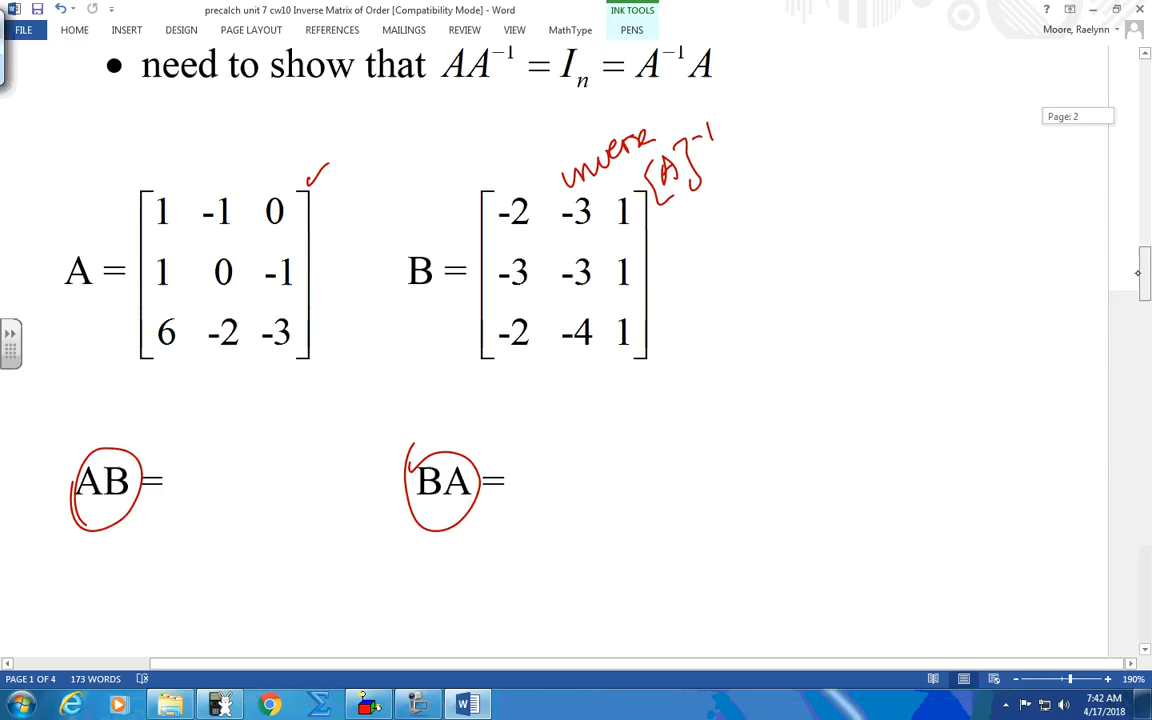 precalch unit 7 cw10 Inverse Matrix of Order [Compatibility Mode] - Word
INK TOOLS
FILE HOME INSERT DESIGN PAGE LAYOUT REFERENCES MAILINGS REVIEW VIEW MathType PENS
Moore, Raelynn
• need to show that AA⁻¹ = Iₙ = A⁻¹A
Page: 2
inverse [A]⁻¹
A = [1 -1 0
1 0 -1
6 -2 -3] ✓
B = [-2 -3 1
-3 -3 1
-2 -4 1]
AB= BA=
PAGE 1 OF 4 173 WORDS 190%
7:42 AM
4/17/2018